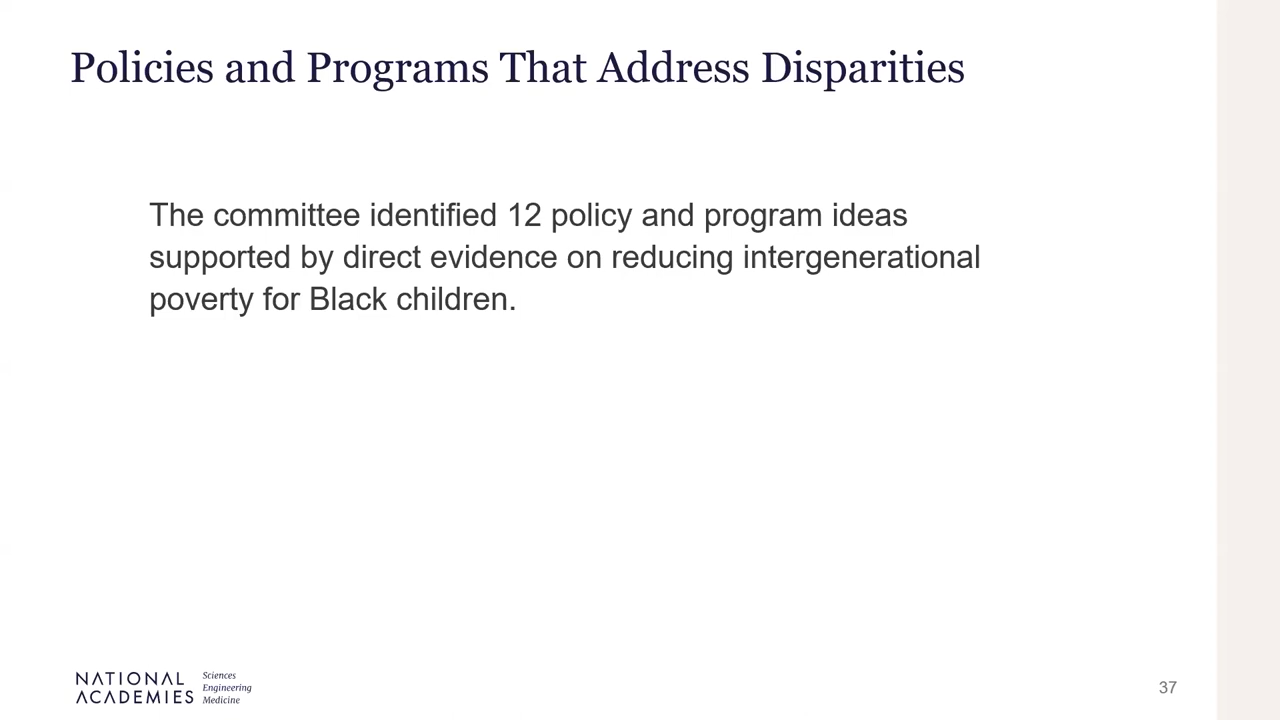 Policies and Programs That Address Disparities
The committee identified 12 policy and program ideas
supported by direct evidence on reducing intergenerational
poverty for Black children.
NATIONAL
ACADEMIES
Sciences
Engineering
Medicine
37